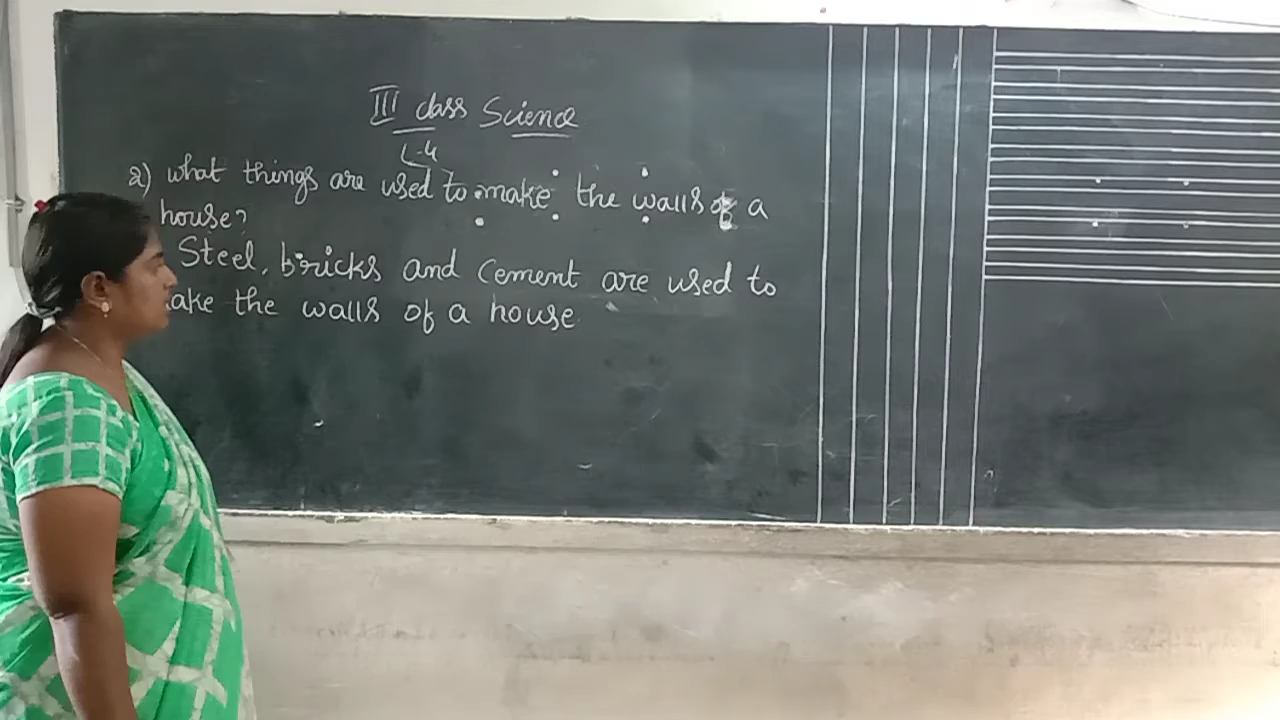 III class Science
L-4
2) what things are used to make the walls of a
house?
Steel, bricks and cement are used to
ake the walls of a house